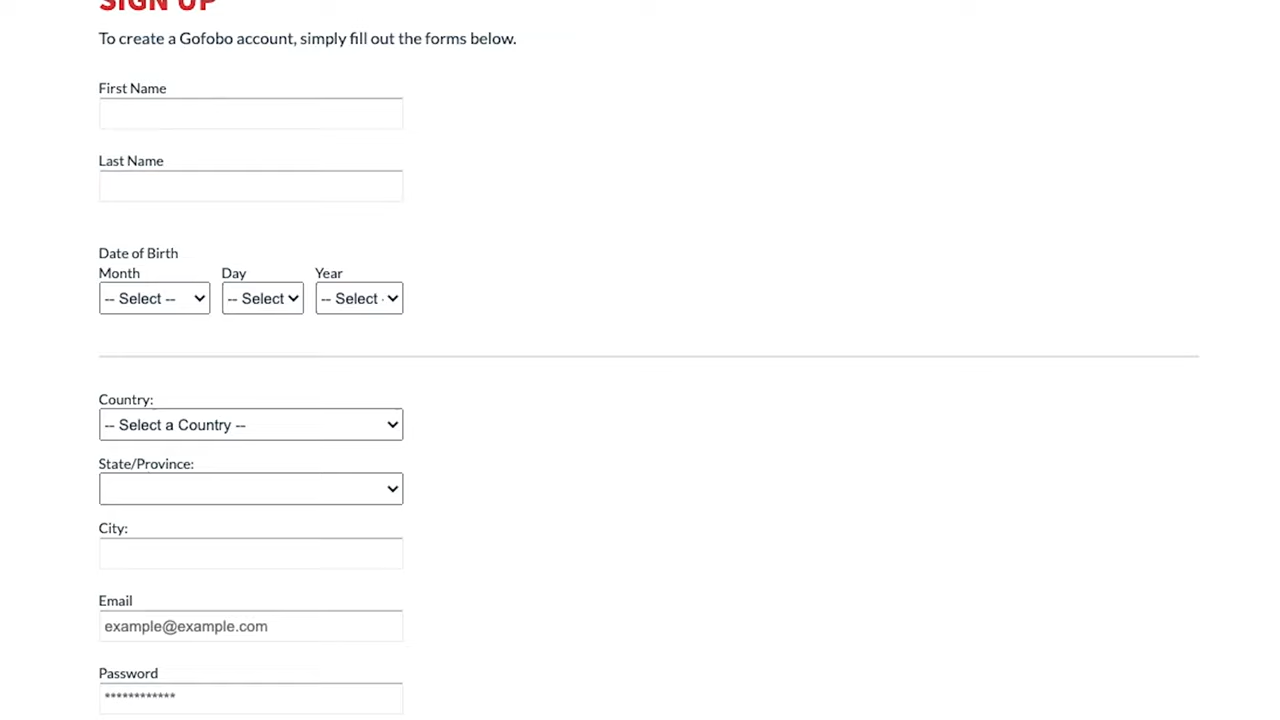 SIGN UP
To create a Gofobo account, simply fill out the forms below.
First Name
Last Name
Date of Birth
Month Day Year
-- Select -- -- Select -- Select -
Country:
-- Select a Country --
State/Province:
City:
Email
example@example.com
Password
************